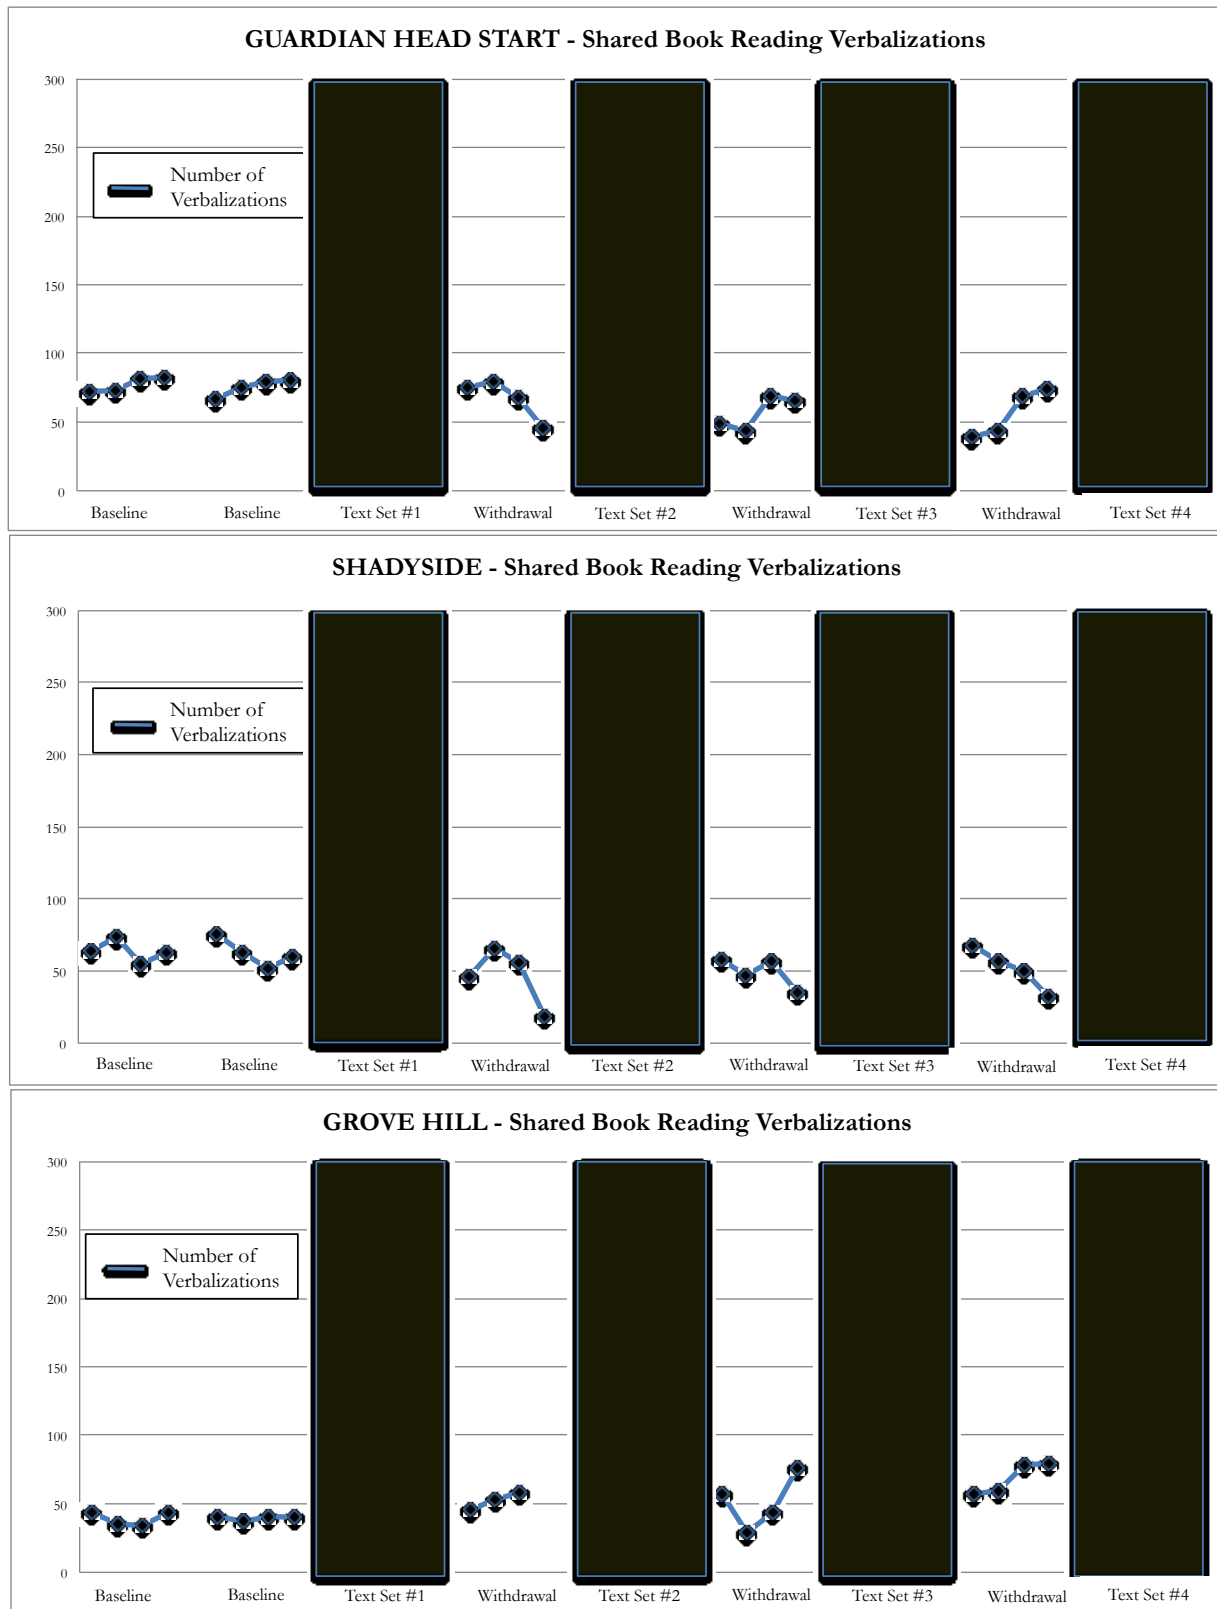 GUARDIAN HEAD START - Shared Book Reading Verbalizations
300
250
200
150
100
50
0
Number of
Verbalizations
Baseline Baseline Text Set #1 Withdrawal Text Set #2 Withdrawal Text Set #3 Withdrawal Text Set #4
SHADYSIDE - Shared Book Reading Verbalizations
300
250
200
150
100
50
0
Number of
Verbalizations
Baseline Baseline Text Set #1 Withdrawal Text Set #2 Withdrawal Text Set #3 Withdrawal Text Set #4
GROVE HILL - Shared Book Reading Verbalizations
300
250
200
150
100
50
0
Number of
Verbalizations
Baseline Baseline Text Set #1 Withdrawal Text Set #2 Withdrawal Text Set #3 Withdrawal Text Set #4